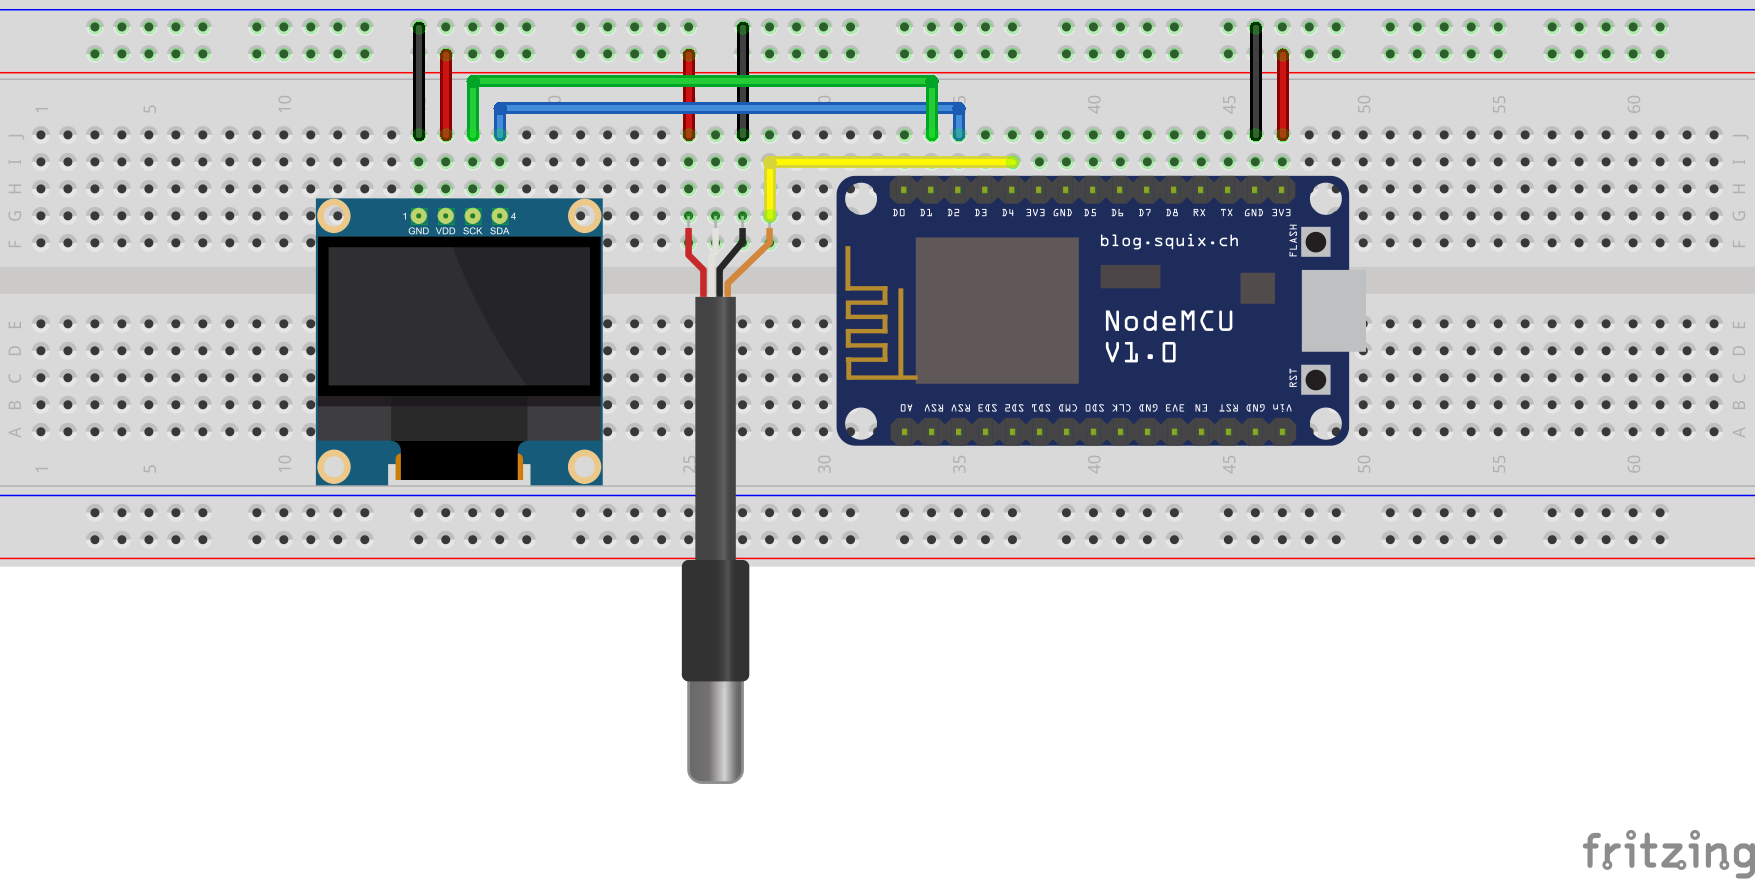 1 5 10 0 0 5 40 45 50 55 60
J J
I I
H H
G G
F F
1 4
GND VDD SCK SDA
D0 D1 D2 D3 D4 3V3 GND D5 D6 D7 D8 RX TX GND 3V3
FLASH
blog.squix.ch
NodeMCU
V1.0
RST
E E
D D
C C
B B
A A
A0 RSV RSV SD3 SD2 SD1 CMD SD0 CLK GND 3V3 EN RST GND Vin
1 5 10 25 30 35 40 45 50 55 60
fritzing